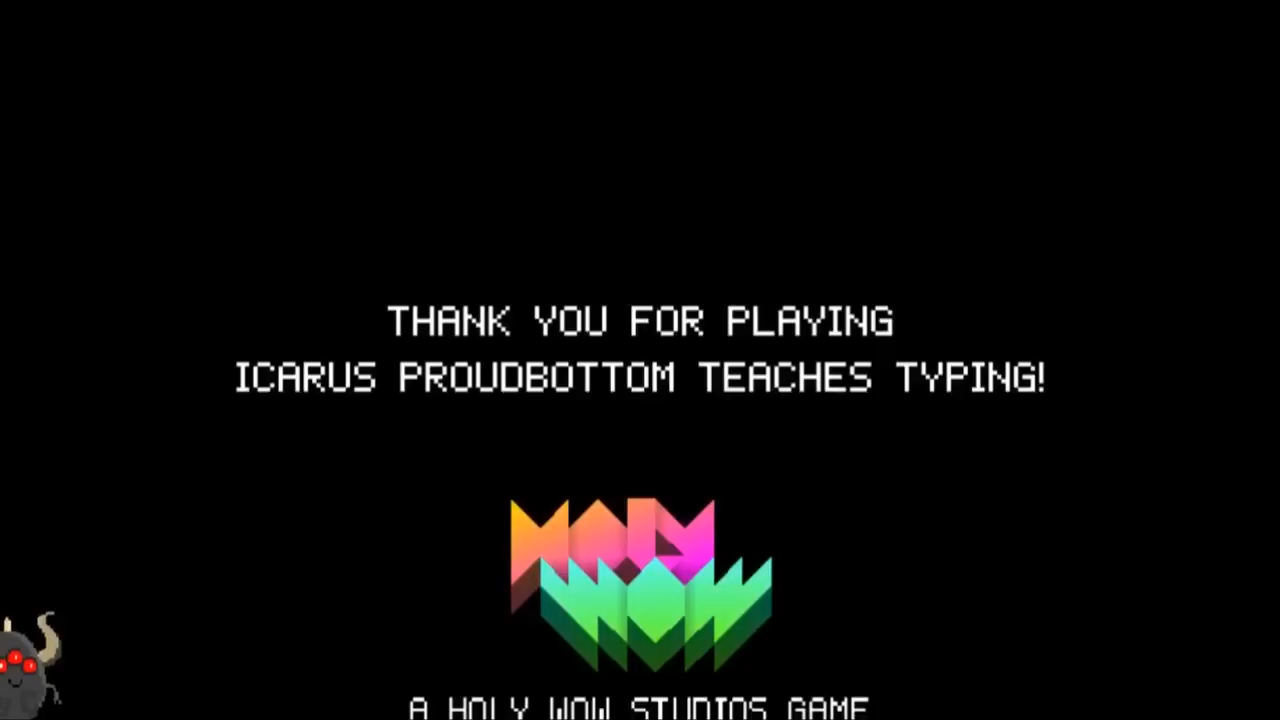 THANK YOU FOR PLAYING
ICARUS PROUDBOTTOM TEACHES TYPING!
HOLY
WOW
A HOLY WOW STUDIOS GAME